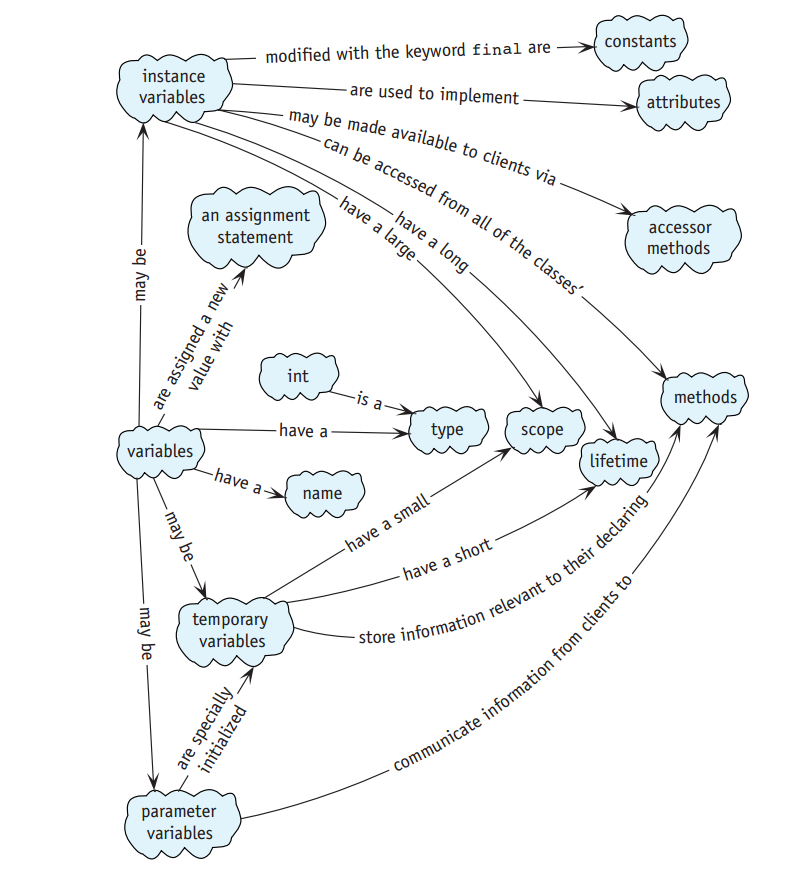 modified with the keyword final are
constants
instance
variables
are used to implement
attributes
may be made available to clients via
can be accessed from all of the classes’
accessor
methods
have a large
have a long
an assignment
statement
may be
are assigned a new
value with
int
is a
methods
variables
have a
type
scope
lifetime
have a
name
may be
have a small
have a short
store information relevant to their declaring
may be
temporary
variables
communicate information from clients to
are specially
initialized
parameter
variables